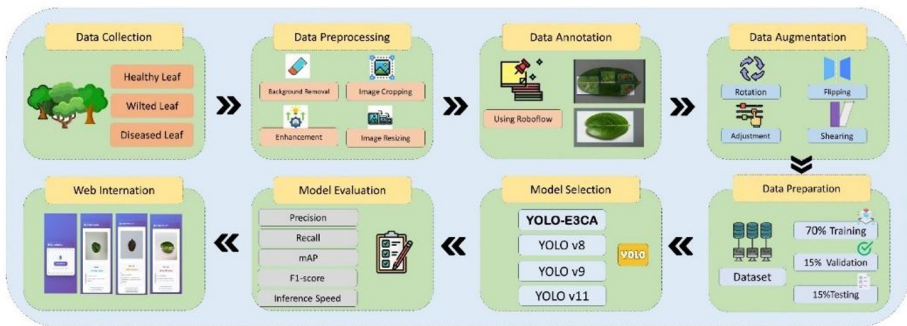 Data Collection
Healthy Leaf
Wilted Leaf
Diseased Leaf
Data Preprocessing
Background Removal
Image Cropping
Enhancement
Image Resizing
Data Annotation
Using Roboflow
Data Augmentation
Rotation
Flipping
Adjustment
Shearing
Data Preparation
Dataset
70% Training
15% Validation
15%Testing
Model Selection
YOLO-E3CA
YOLO v8
YOLO v9
YOLO v11
YOLO
Model Evaluation
Precision
Recall
mAP
F1-score
Inference Speed
Web Internation